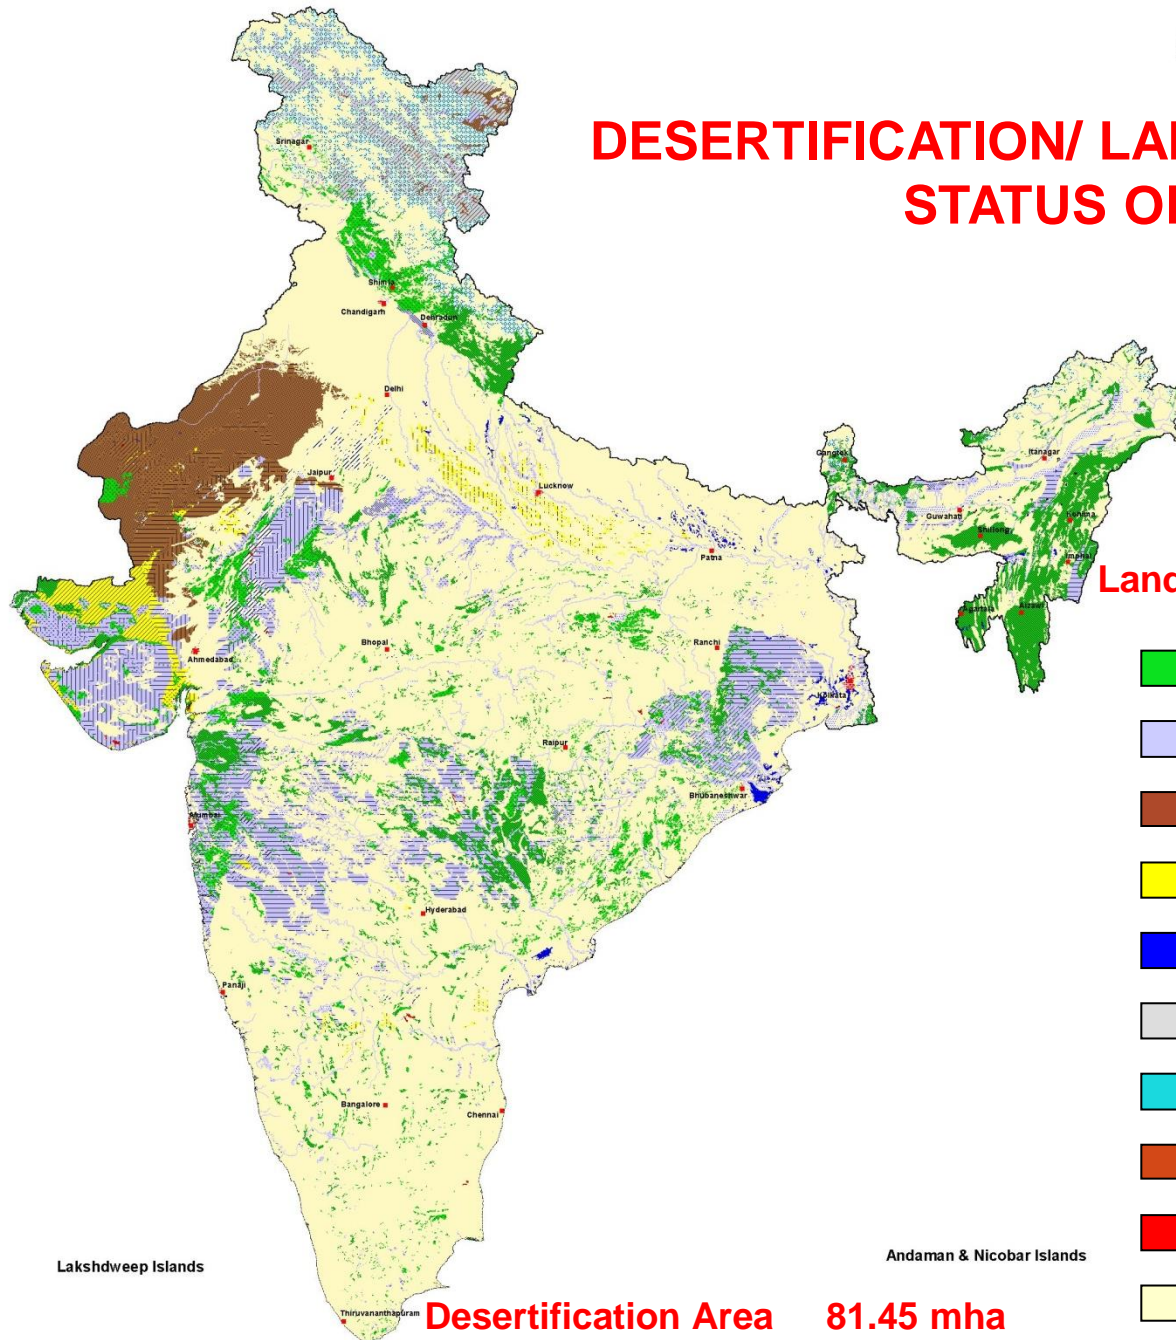 DESERTIFICATION/ LA
STATUS O
Srinagar
Shimla
Chandigarh
Dehradun
Delhi
Jaipur
Lucknow
Gangtok
Itanagar
Guwahati
Shillong
Kohima
Imphal
Patna
Land
Agartala
Aizawl
Ahmedabad
Bhopal
Ranchi
Kolkata
Raipur
Bhubaneshwar
Mumbai
Hyderabad
Panaji
Bangalore
Chennai
Lakshdweep Islands
Andaman & Nicobar Islands
Thiruvananthapuram
Desertification Area 81.45 mha